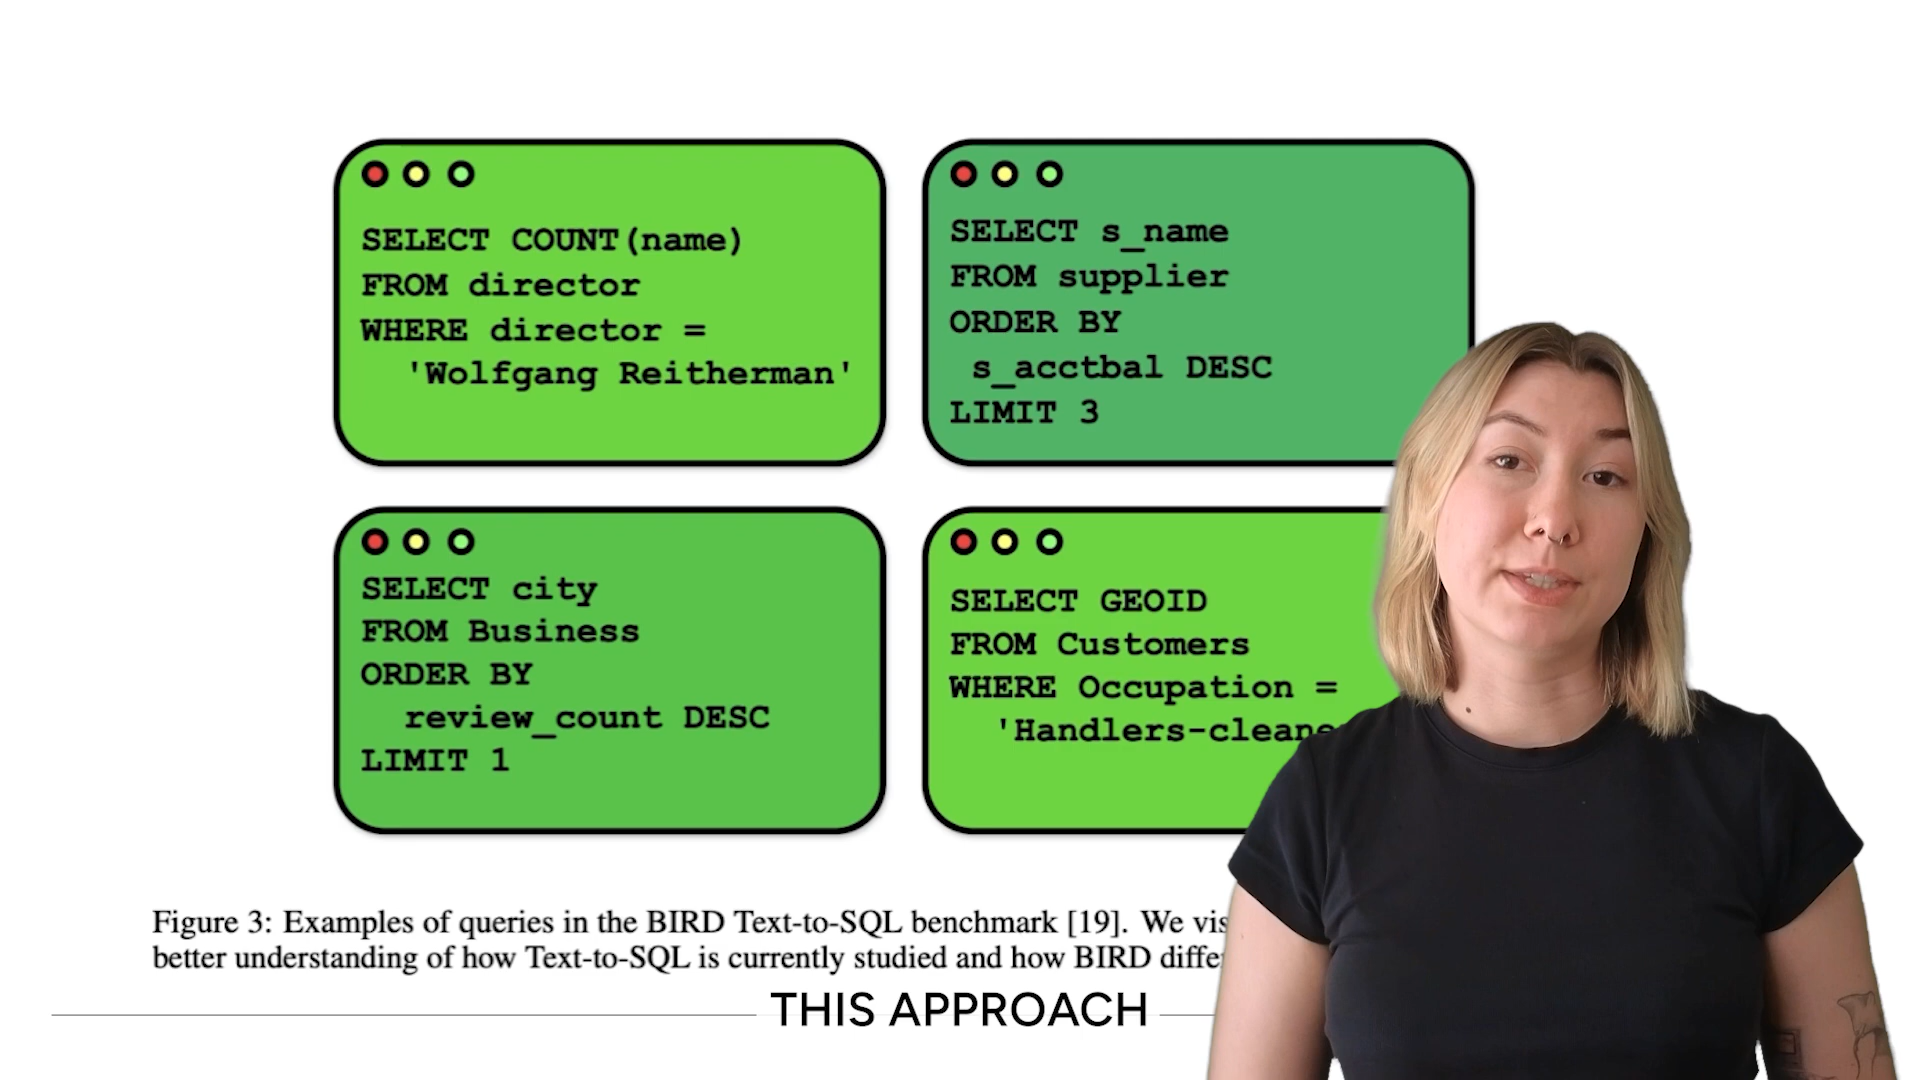 SELECT COUNT(name)
FROM director
WHERE director =
'Wolfgang Reitherman'
SELECT s_name
FROM supplier
ORDER BY
s_acctbal DESC
LIMIT 3
SELECT city
FROM Business
ORDER BY
review_count DESC
LIMIT 1
SELECT GEOID
FROM Customers
WHERE Occupation =
Figure 3: Examples of queries in the BIRD Text-to-SQL benchmark [19]. We
better understanding of how Text-to-SQL is currently studied and how BIRD
THIS APPROACH